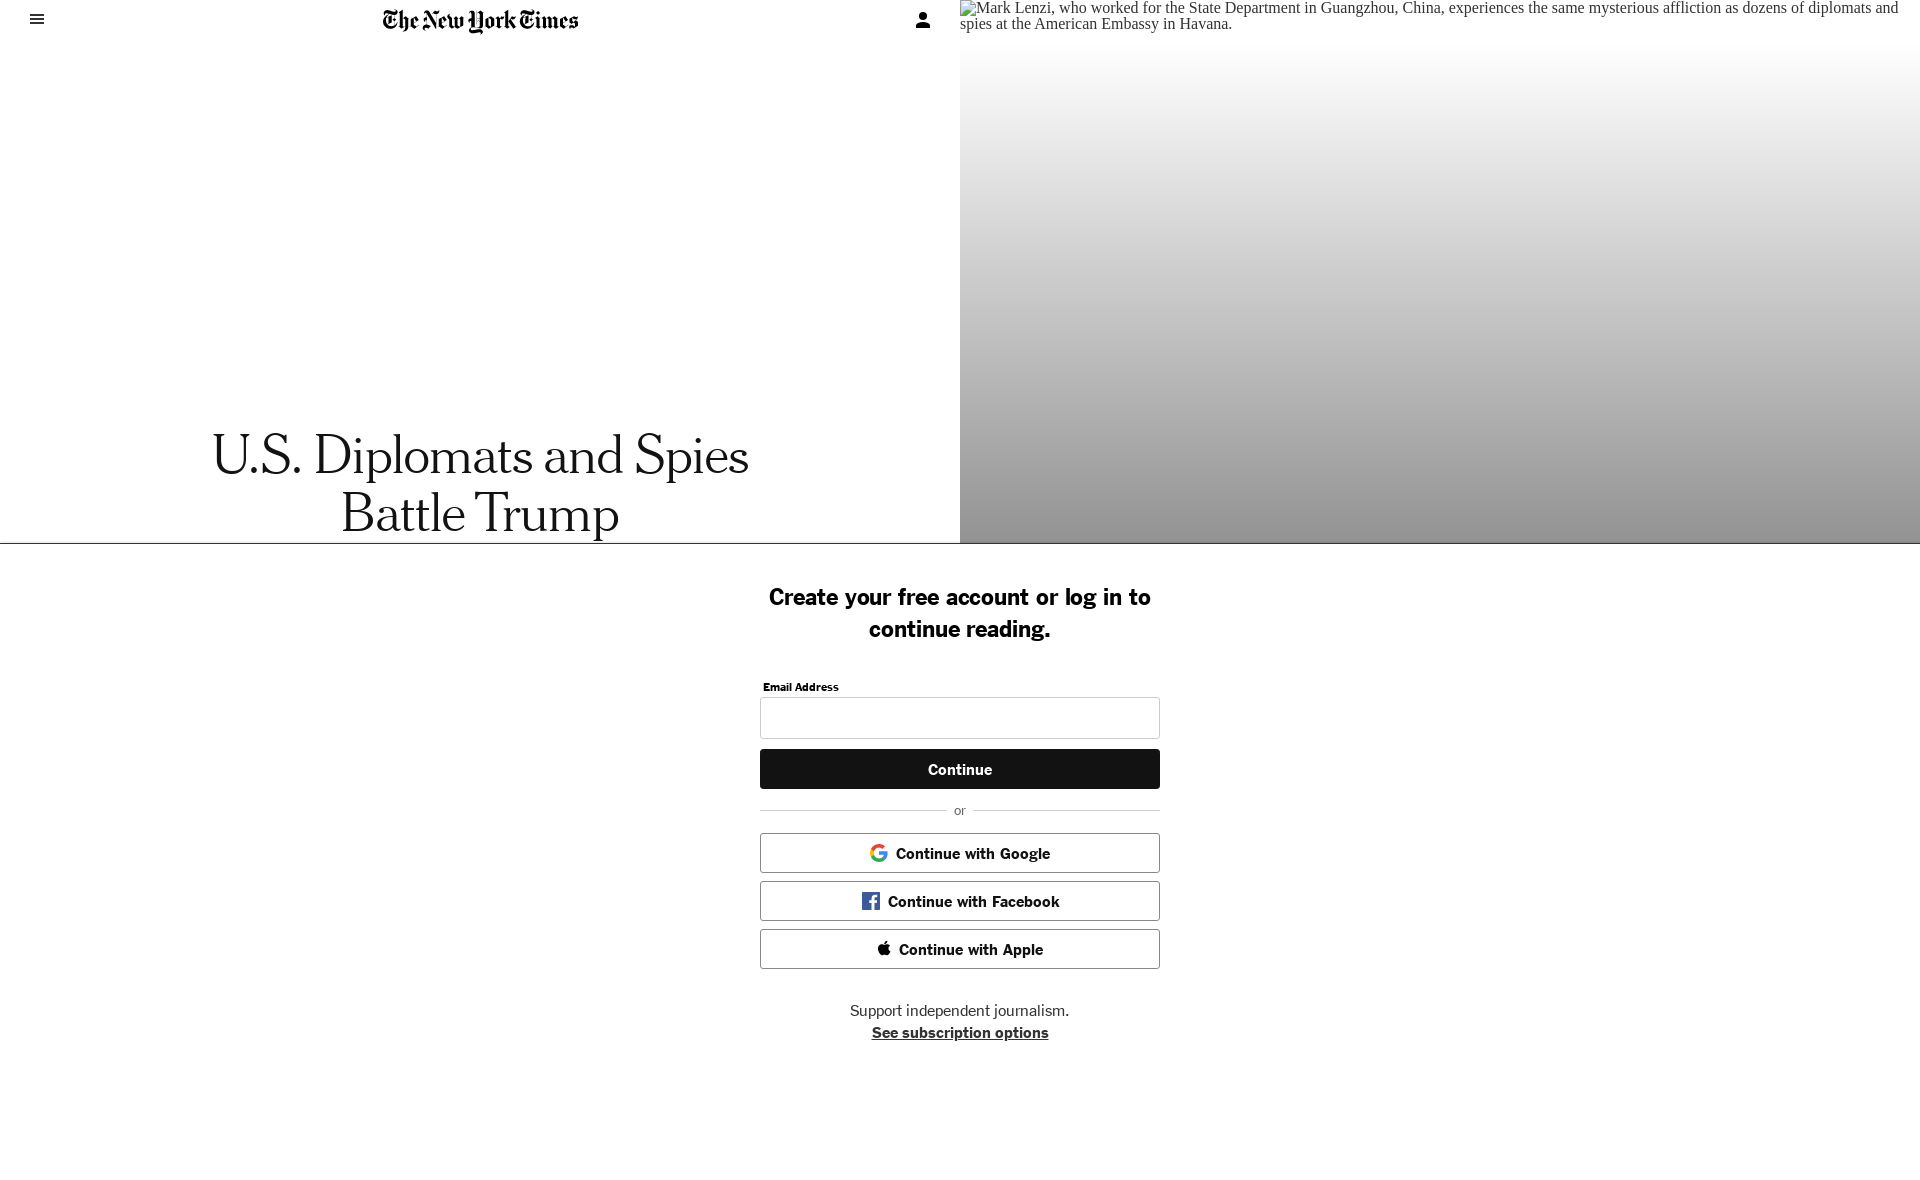 The New York Times
Mark Lenzi, who worked for the State Department in Guangzhou, China, experiences the same mysterious affliction as dozens of diplomats and
spies at the American Embassy in Havana.
U.S. Diplomats and Spies
Battle Trump
Create your free account or log in to
continue reading.
Email Address
Continue
or
Continue with Google
Continue with Facebook
Continue with Apple
Support independent journalism.
See subscription options